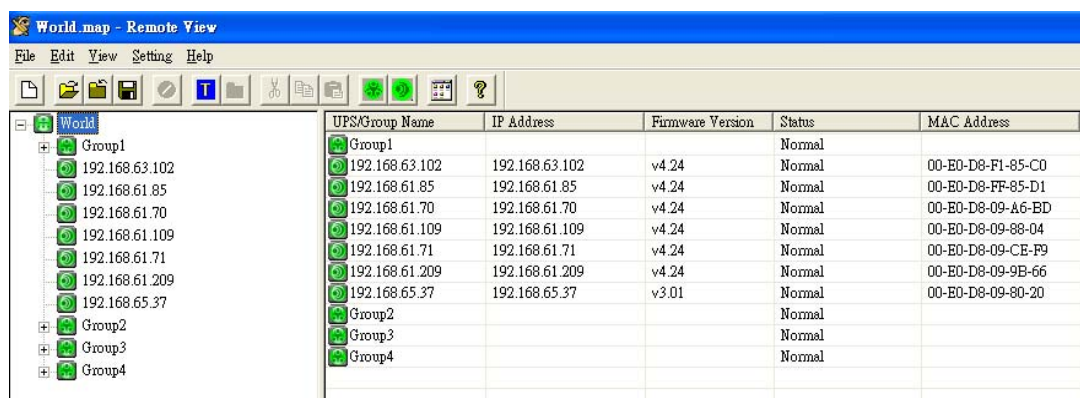 World.map - Remote View
File Edit View Setting Help
T ?
World
Group1
192.168.63.102
192.168.61.85
192.168.61.70
192.168.61.109
192.168.61.71
192.168.61.209
192.168.65.37
Group2
Group3
Group4
UPS/Group Name IP Address Firmware Version Status MAC Address
Group1 Normal
192.168.63.102 192.168.63.102 v4.24 Normal 00-E0-D8-F1-85-C0
192.168.61.85 192.168.61.85 v4.24 Normal 00-E0-D8-FF-85-D1
192.168.61.70 192.168.61.70 v4.24 Normal 00-E0-D8-09-A6-BD
192.168.61.109 192.168.61.109 v4.24 Normal 00-E0-D8-09-88-04
192.168.61.71 192.168.61.71 v4.24 Normal 00-E0-D8-09-CE-F9
192.168.61.209 192.168.61.209 v4.24 Normal 00-E0-D8-09-9B-66
192.168.65.37 192.168.65.37 v3.01 Normal 00-E0-D8-09-80-20
Group2 Normal
Group3 Normal
Group4 Normal